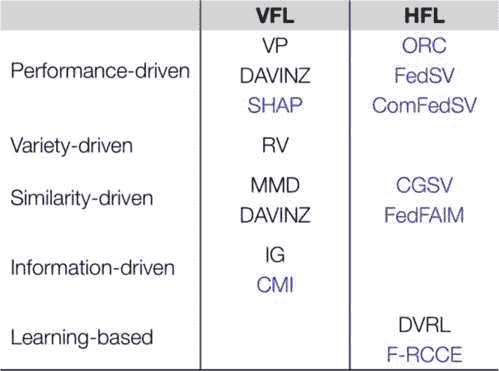 VFL HFL
VP ORC
Performance-driven DAVINZ FedSV
SHAP ComFedSV
Variety-driven RV
MMD CGSV
Similarity-driven
DAVINZ FedFAIM
IG
Information-driven
CMI
DVRL
Learning-based
F-RCCE